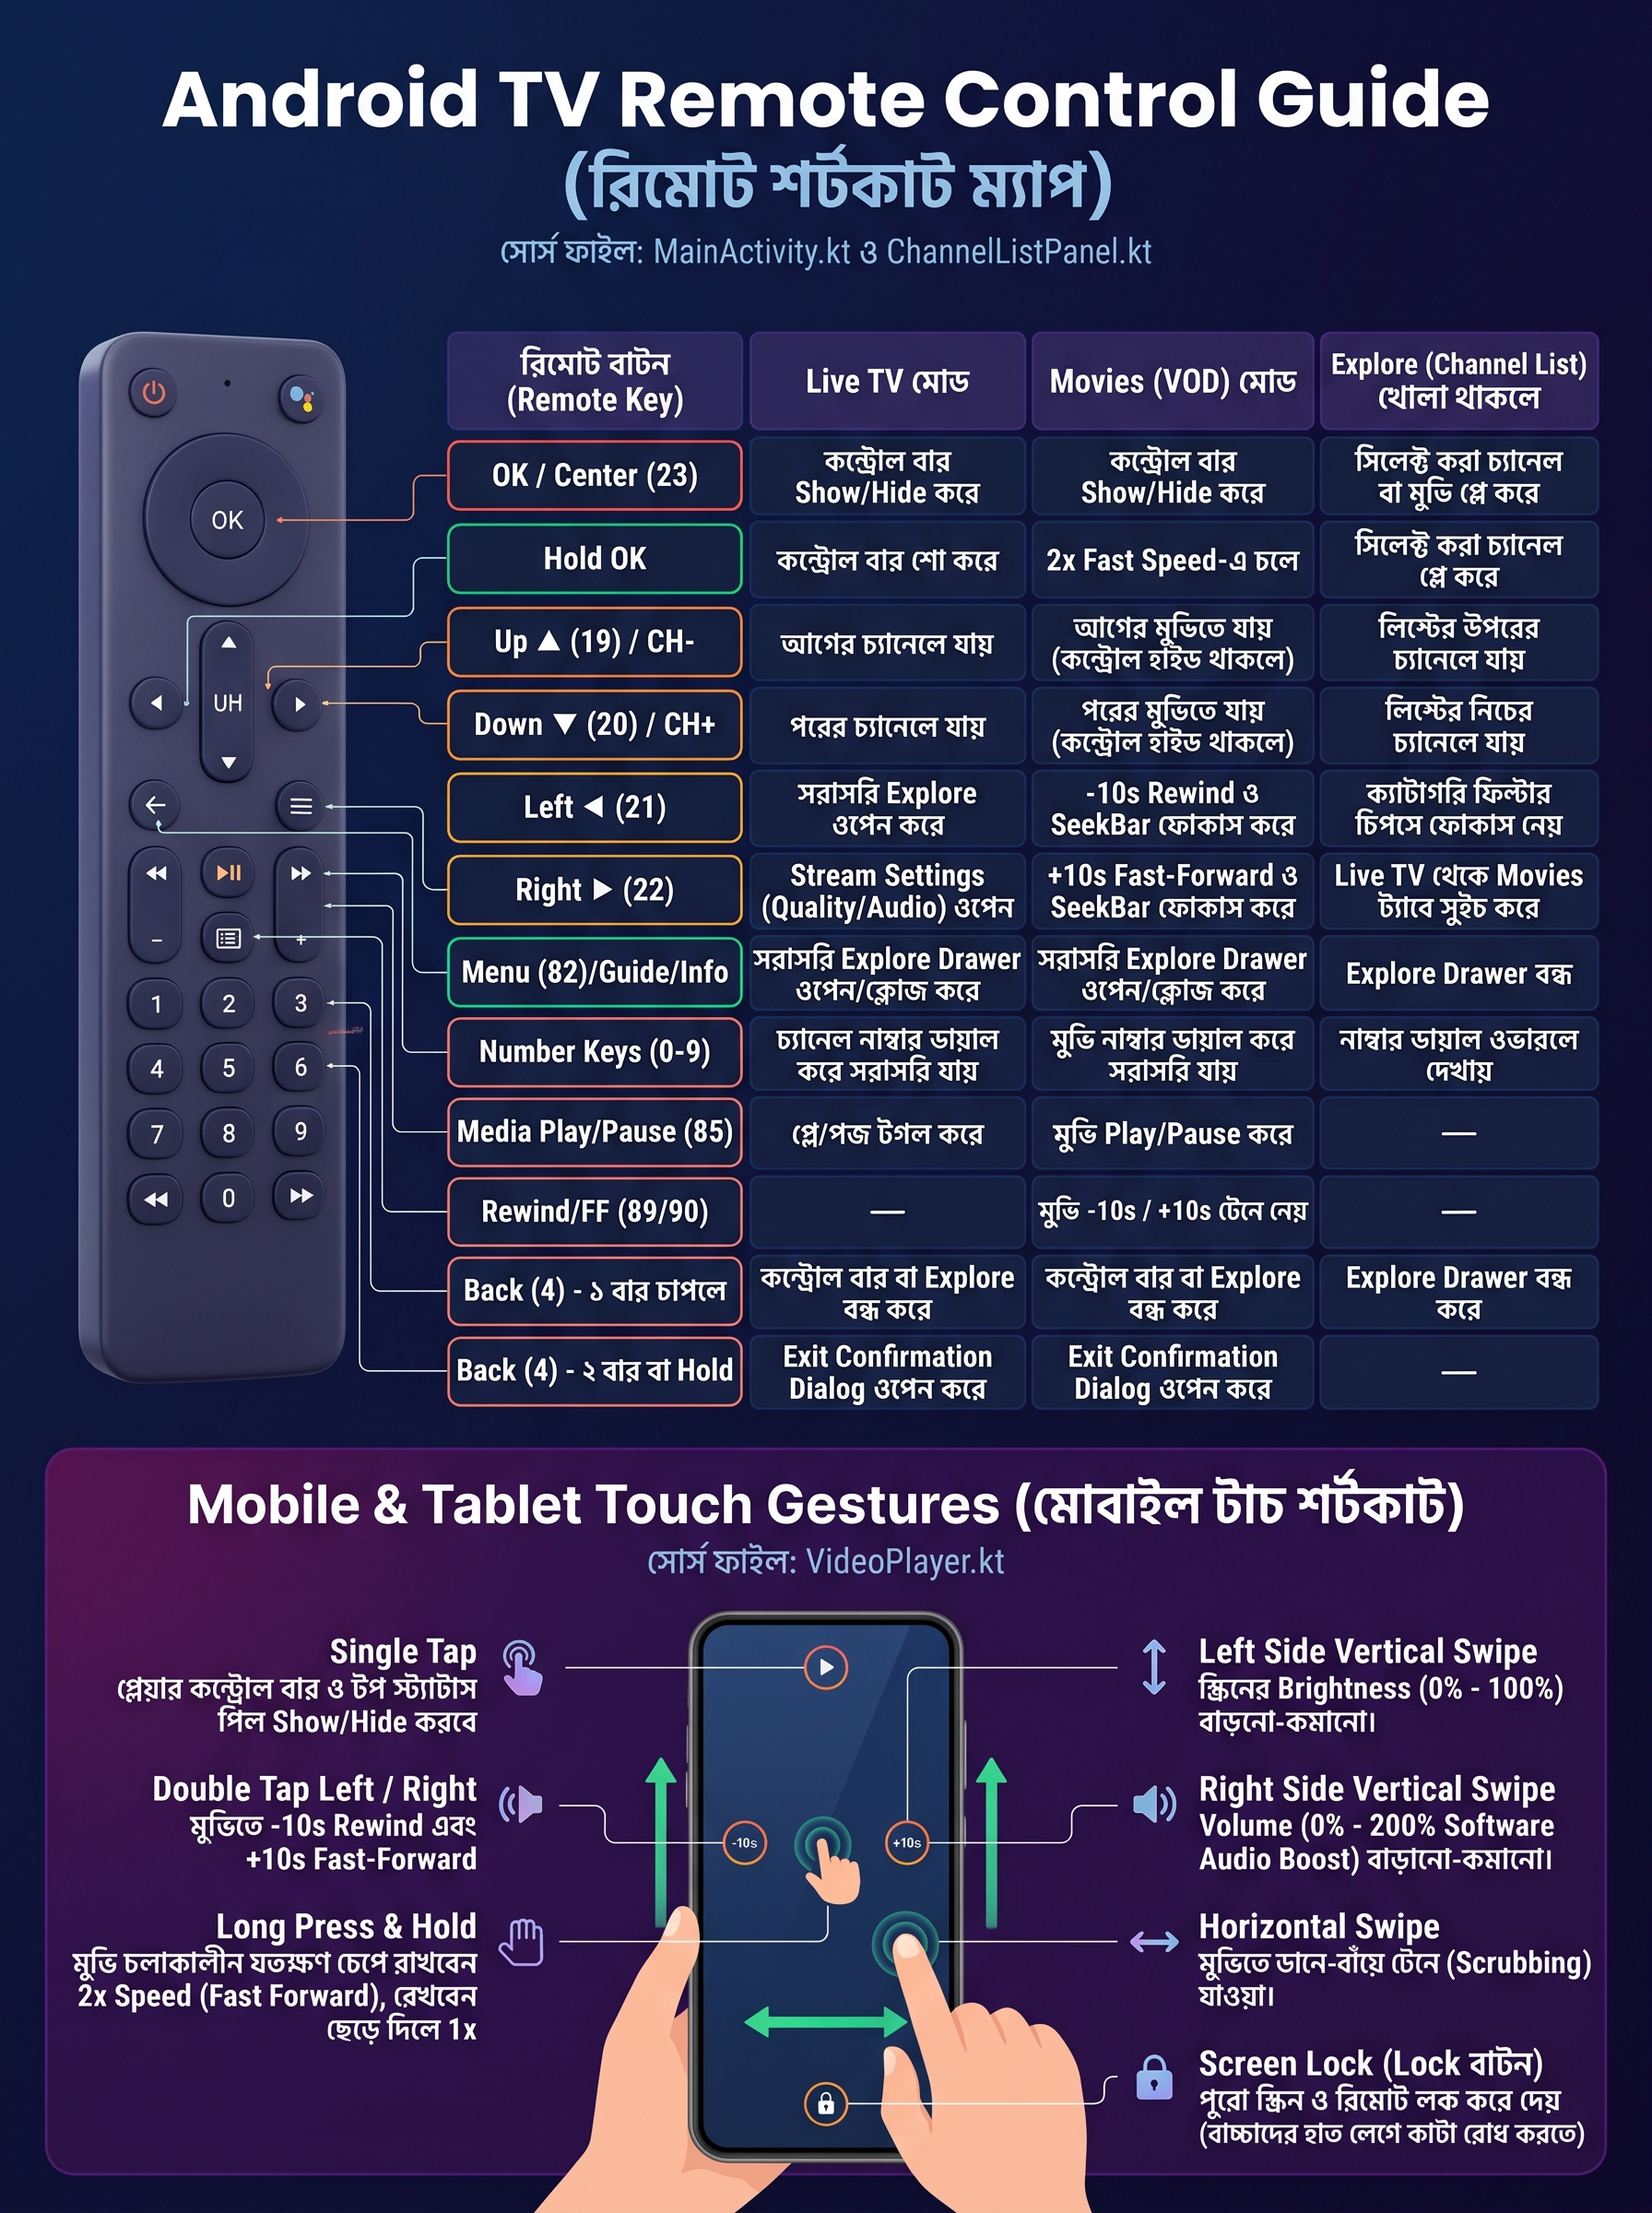 Android TV Remote Control Guide
(রিমোট শর্টকাট ম্যাপ)
সোর্স ফাইল: MainActivity.kt ও ChannelListPanel.kt
OK
UH
−
+
1 2 3
4 5 6
7 8 9
0
রিমোট বাটন
(Remote Key)
Live TV মোড
Movies (VOD) মোড
Explore (Channel List)
খোলা থাকলে
OK / Center (23)
কন্ট্রোল বার
Show/Hide করে
কন্ট্রোল বার
Show/Hide করে
সিলেক্ট করা চ্যানেল
বা মুভি প্লে করে
Hold OK
কন্ট্রোল বার শো করে
2x Fast Speed-এ চলে
সিলেক্ট করা চ্যানেল
প্লে করে
Up ▲ (19) / CH-
আগের চ্যানেলে যায়
আগের মুভিতে যায়
(কন্ট্রোল হাইড থাকলে)
লিস্টের উপরের
চ্যানেলে যায়
Down ▼ (20) / CH+
পরের চ্যানেলে যায়
পরের মুভিতে যায়
(কন্ট্রোল হাইড থাকলে)
লিস্টের নিচের
চ্যানেলে যায়
Left ◀ (21)
সরাসরি Explore
ওপেন করে
-10s Rewind ও
SeekBar ফোকাস করে
ক্যাটাগরি ফিল্টার
চিপসে ফোকাস নেয়
Right ▶ (22)
Stream Settings
(Quality/Audio) ওপেন
+10s Fast-Forward ও
SeekBar ফোকাস করে
Live TV থেকে Movies
ট্যাবে সুইচ করে
Menu (82)/Guide/Info
সরাসরি Explore Drawer
ওপেন/ক্লোজ করে
সরাসরি Explore Drawer
ওপেন/ক্লোজ করে
Explore Drawer বন্ধ
Number Keys (0-9)
চ্যানেল নাম্বার ডায়াল
করে সরাসরি যায়
মুভি নাম্বার ডায়াল করে
সরাসরি যায়
নাম্বার ডায়াল ওভারলে
দেখায়
Media Play/Pause (85)
প্লে/পজ টগল করে
মুভি Play/Pause করে
—
Rewind/FF (89/90)
—
মুভি -10s / +10s টেনে নেয়
—
Back (4) - ১ বার চাপলে
কন্ট্রোল বার বা Explore
বন্ধ করে
কন্ট্রোল বার বা Explore
বন্ধ করে
Explore Drawer বন্ধ
করে
Back (4) - ২ বার বা Hold
Exit Confirmation
Dialog ওপেন করে
Exit Confirmation
Dialog ওপেন করে
—
Mobile & Tablet Touch Gestures (মোবাইল টাচ শর্টকাট)
সোর্স ফাইল: VideoPlayer.kt
Single Tap
প্লেয়ার কন্ট্রোল বার ও টপ স্ট্যাটাস
পিল Show/Hide করবে
Double Tap Left / Right
মুভিতে -10s Rewind এবং
+10s Fast-Forward
Long Press & Hold
মুভি চলাকালীন যতক্ষণ চেপে রাখবেন
2x Speed (Fast Forward), রেখবেন
ছেড়ে দিলে 1x
-10s
+10s
Left Side Vertical Swipe
স্ক্রিনের Brightness (0% - 100%)
বাড়নো-কমানো।
Right Side Vertical Swipe
Volume (0% - 200% Software
Audio Boost) বাড়ানো-কমানো।
Horizontal Swipe
মুভিতে ডানে-বাঁয়ে টেনে (Scrubbing)
যাওয়া।
Screen Lock (Lock বাটন)
পুরো স্ক্রিন ও রিমোট লক করে দেয়
(বাচ্চাদের হাত লেগে কাটা রোধ করতে)